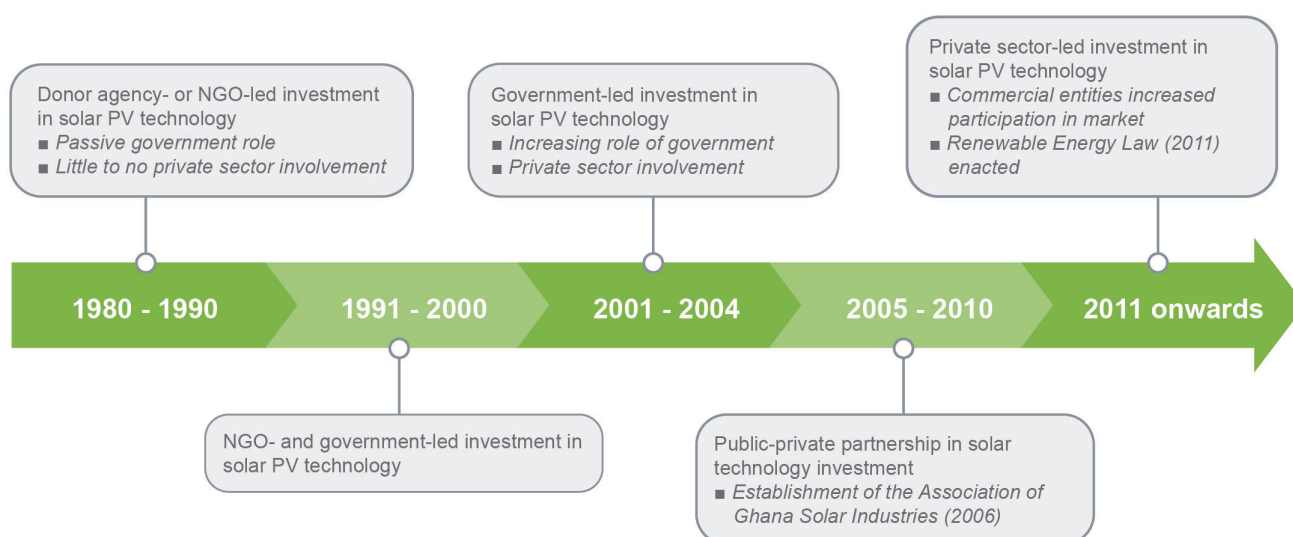 Donor agency- or NGO-led investment
in solar PV technology
■ Passive government role
■ Little to no private sector involvement
Government-led investment in
solar PV technology
■ Increasing role of government
■ Private sector involvement
Private sector-led investment in
solar PV technology
■ Commercial entities increased
participation in market
■ Renewable Energy Law (2011)
enacted
1980 - 1990
1991 - 2000
2001 - 2004
2005 - 2010
2011 onwards
NGO- and government-led investment in
solar PV technology
Public-private partnership in solar
technology investment
■ Establishment of the Association of
Ghana Solar Industries (2006)